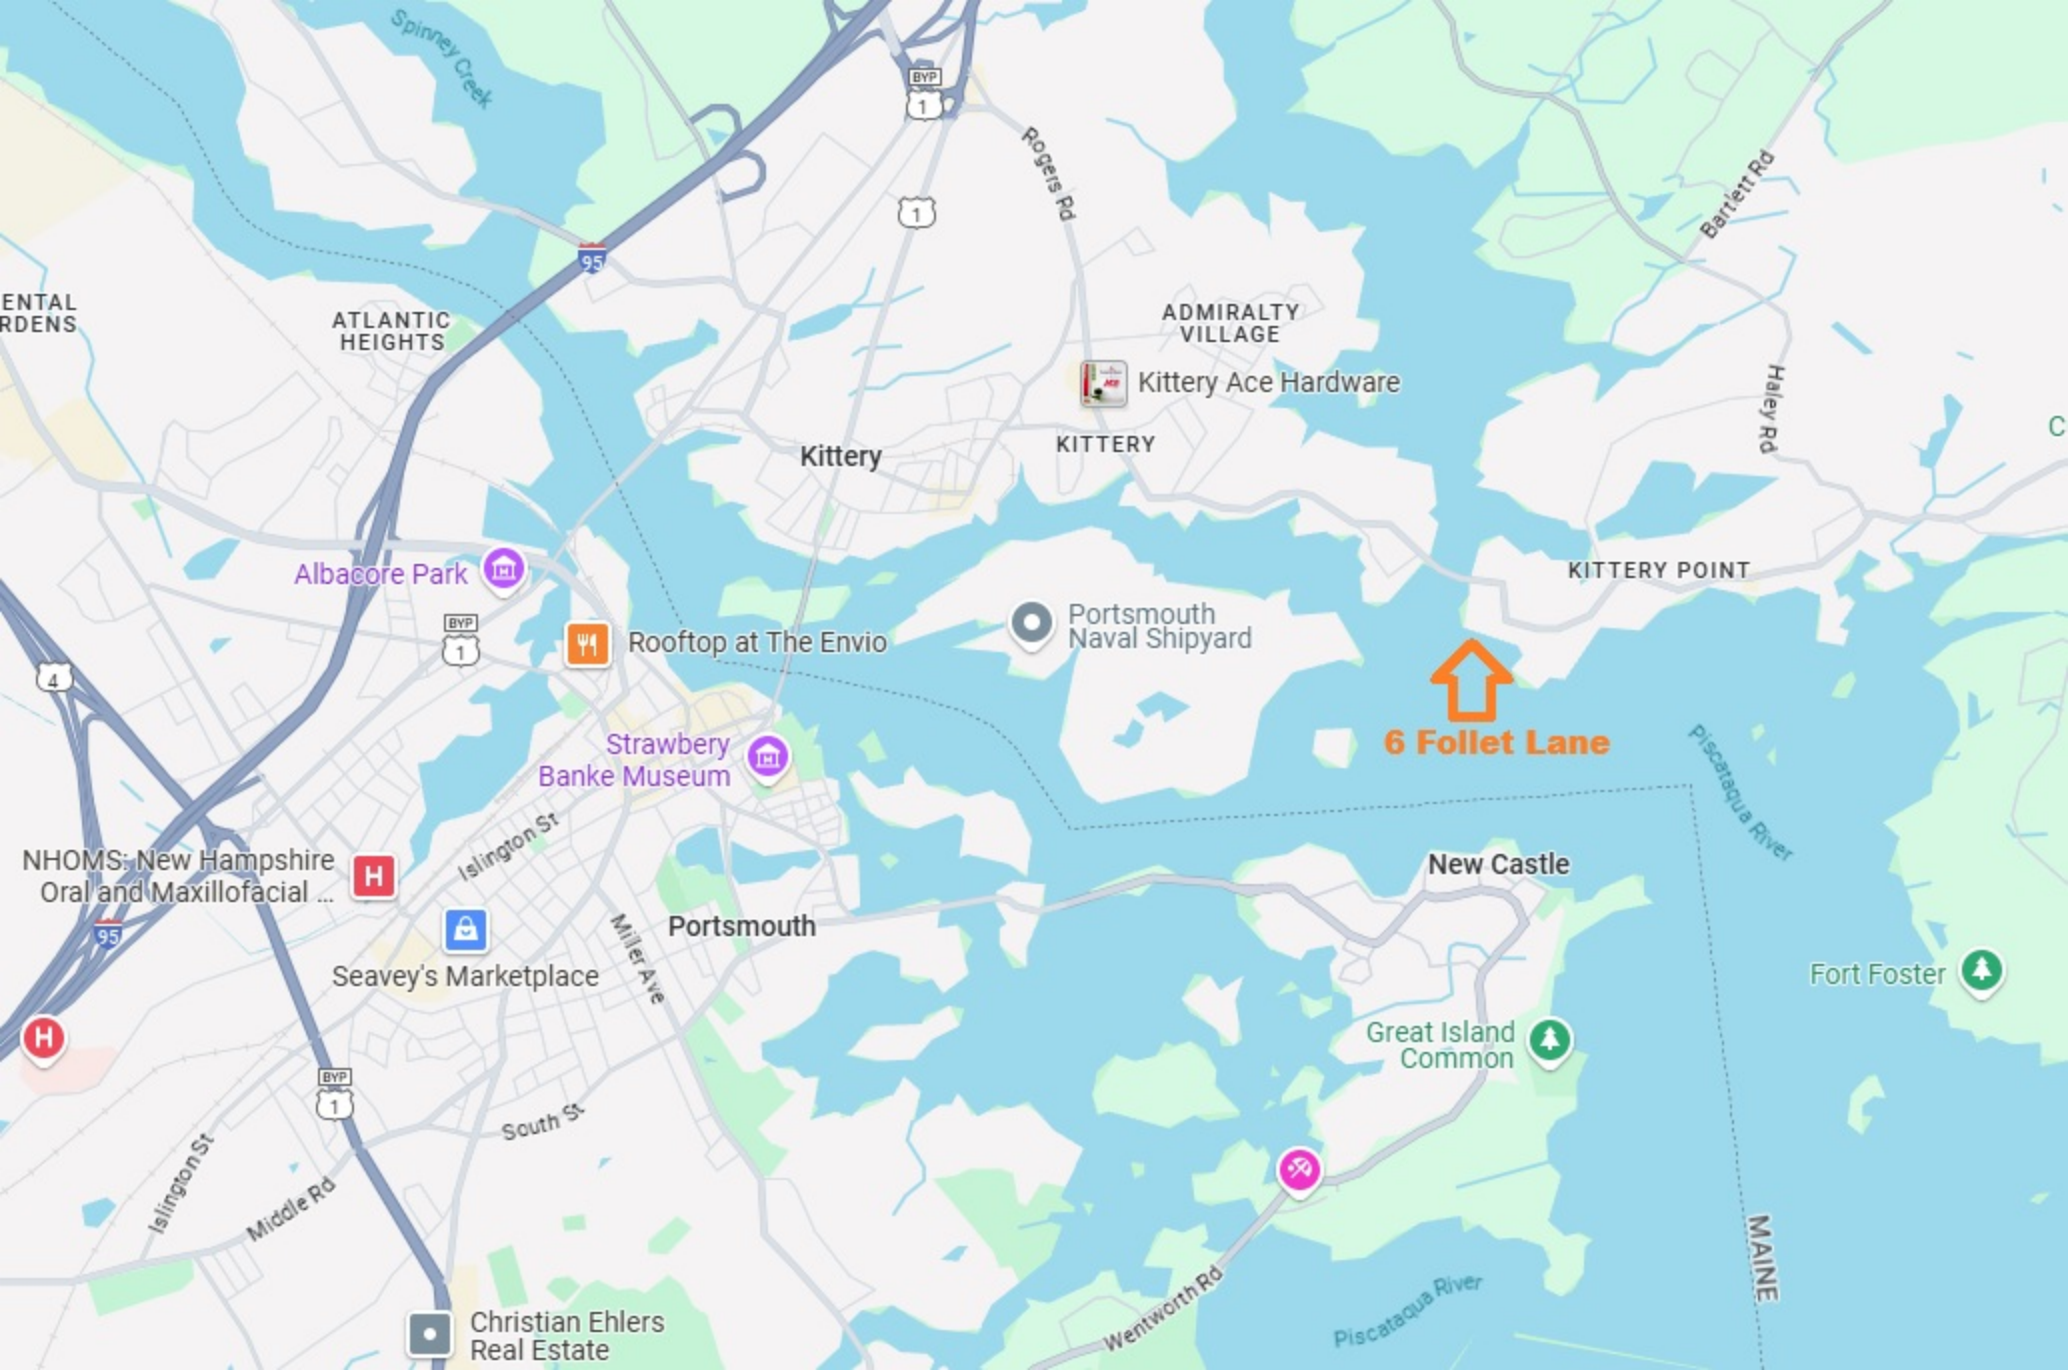 Spinney Creek
BYP
1
Rogers Rd
1
Bartlett Rd
95
ENTAL
RDENS
ATLANTIC
HEIGHTS
ADMIRALTY
VILLAGE
Kittery Ace Hardware
Haley Rd
C
KITTERY
Kittery
Albacore Park
KITTERY POINT
BYP
1
Rooftop at The Envio
Portsmouth
Naval Shipyard
4
6 Follet Lane
Strawbery
Banke Museum
Piscataqua River
Islington St
NHOMS: New Hampshire
Oral and Maxillofacial ...
H
New Castle
95
Portsmouth
Miller Ave
Seavey's Marketplace
Fort Foster
H
Great Island
Common
BYP
1
South St
Islington St
Middle Rd
MAINE
Wentworth Rd
Piscataqua River
Christian Ehlers
Real Estate